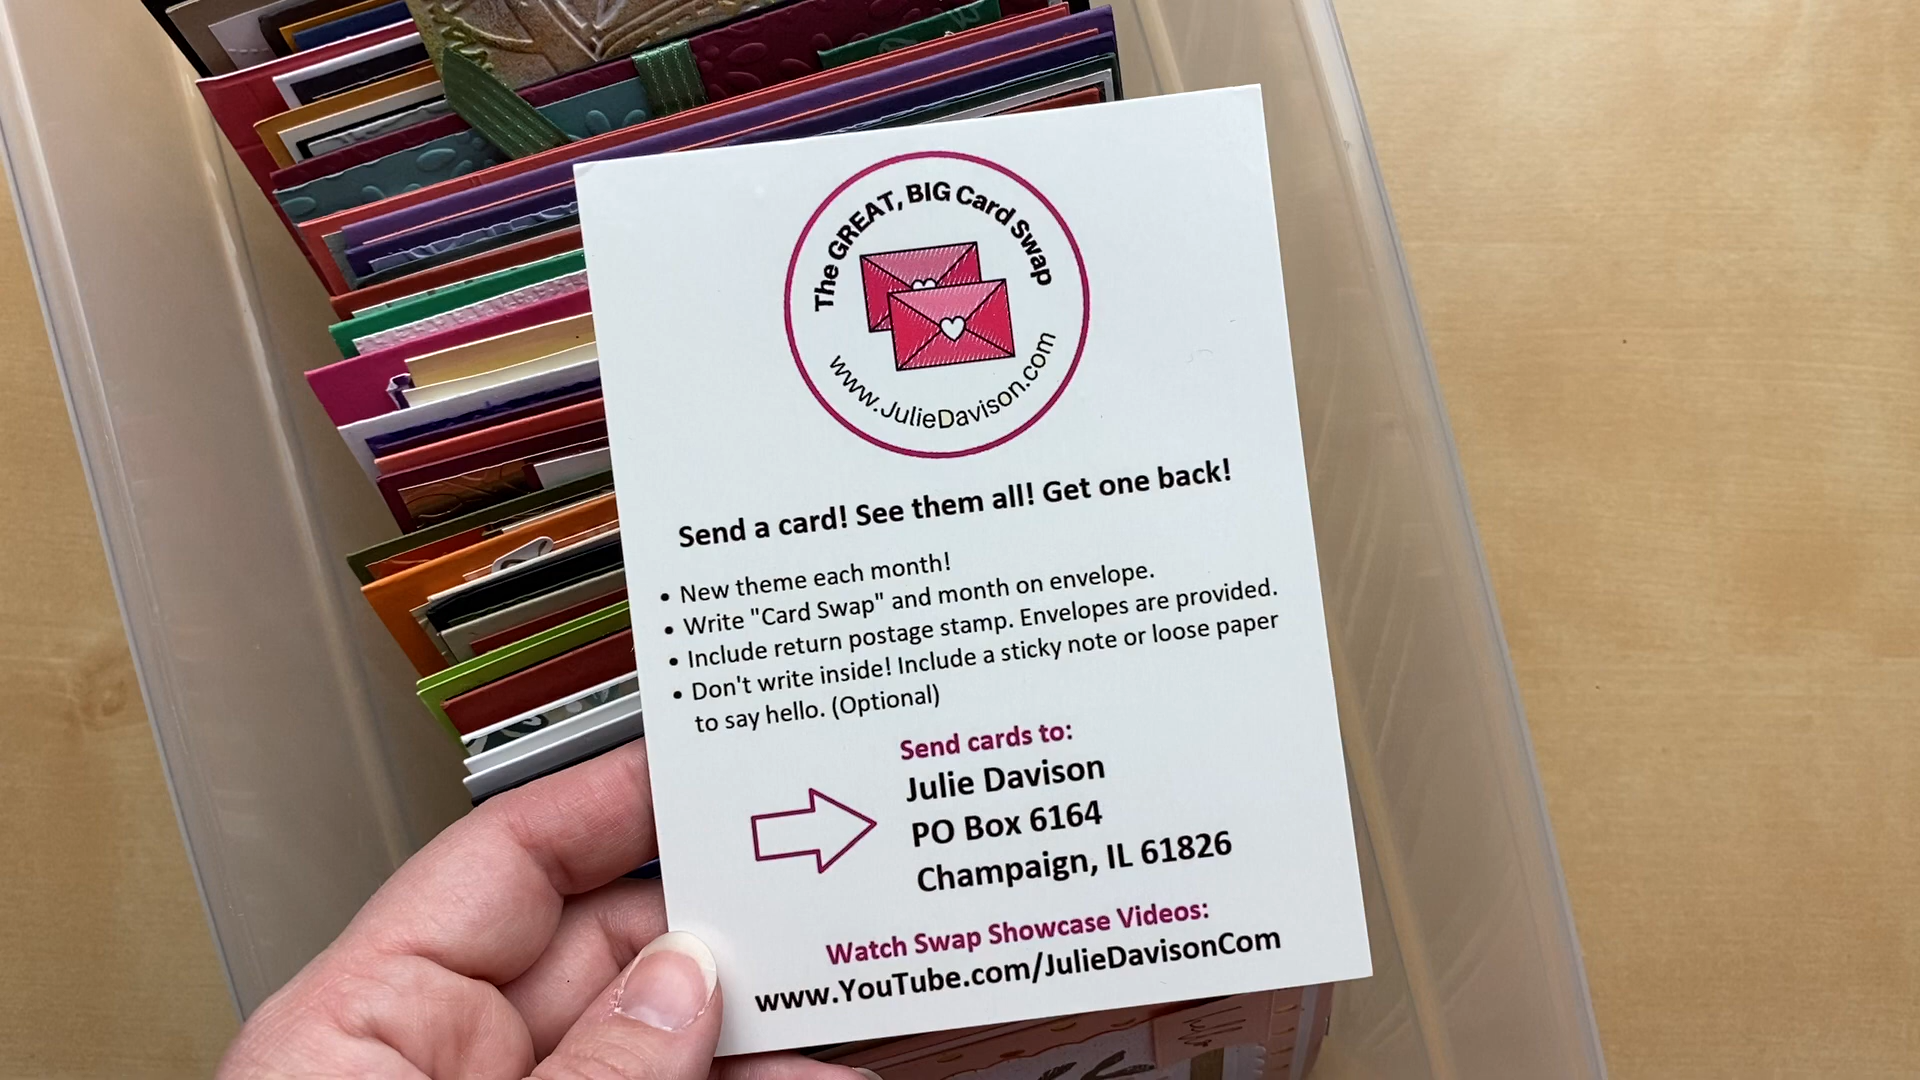 The GREAT, BIG Card Swap
www.JulieDavison.com
Send a card! See them all! Get one back!
• New theme each month!
• Write "Card Swap" and month on envelope.
• Include return postage stamp. Envelopes are provided.
• Don't write inside! Include a sticky note or loose paper
to say hello. (Optional)
Send cards to:
Julie Davison
PO Box 6164
Champaign, IL 61826
Watch Swap Showcase Videos:
www.YouTube.com/JulieDavisonCom